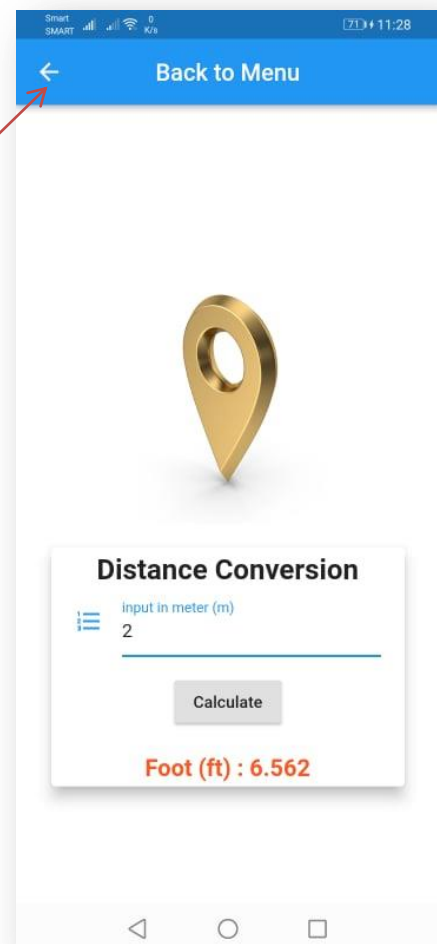 Smart
SMART 0 K/s 71 11:28
Back to Menu
Distance Conversion
input in meter (m)
2
Calculate
Foot (ft) : 6.562